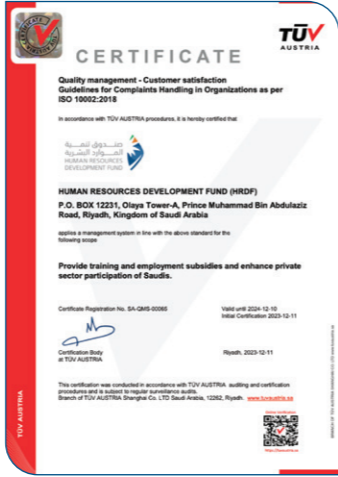 TÜV
AUSTRIA
CERTIFICATE
Quality management - Customer satisfaction
Guidelines for Complaints Handling in Organizations as per
ISO 10002:2018
In accordance with TÜV AUSTRIA procedures, it is hereby certified that
صندوق تنمية
الموارد البشرية
HUMAN RESOURCES
DEVELOPMENT FUND
HUMAN RESOURCES DEVELOPMENT FUND (HRDF)
P.O. BOX 12231, Olaya Tower-A, Prince Muhammad Bin Abdulaziz
Road, Riyadh, Kingdom of Saudi Arabia
applies a management system in line with the above standard for the
following scope
Provide training and employment subsidies and enhance private
sector participation of Saudis.
Certificate Registration No. SA-QMS-00065
Valid until 2024-12-10
Initial Certification 2023-12-11
Certification Body
at TÜV AUSTRIA
Riyadh, 2023-12-11
This certification was conducted in accordance with TÜV AUSTRIA auditing and certification
procedures and is subject to regular surveillance audits.
Branch of TÜV AUSTRIA Shanghai Co. LTD Saudi Arabia, 12262, Riyadh. www.tuvaustria.sa
TÜV AUSTRIA